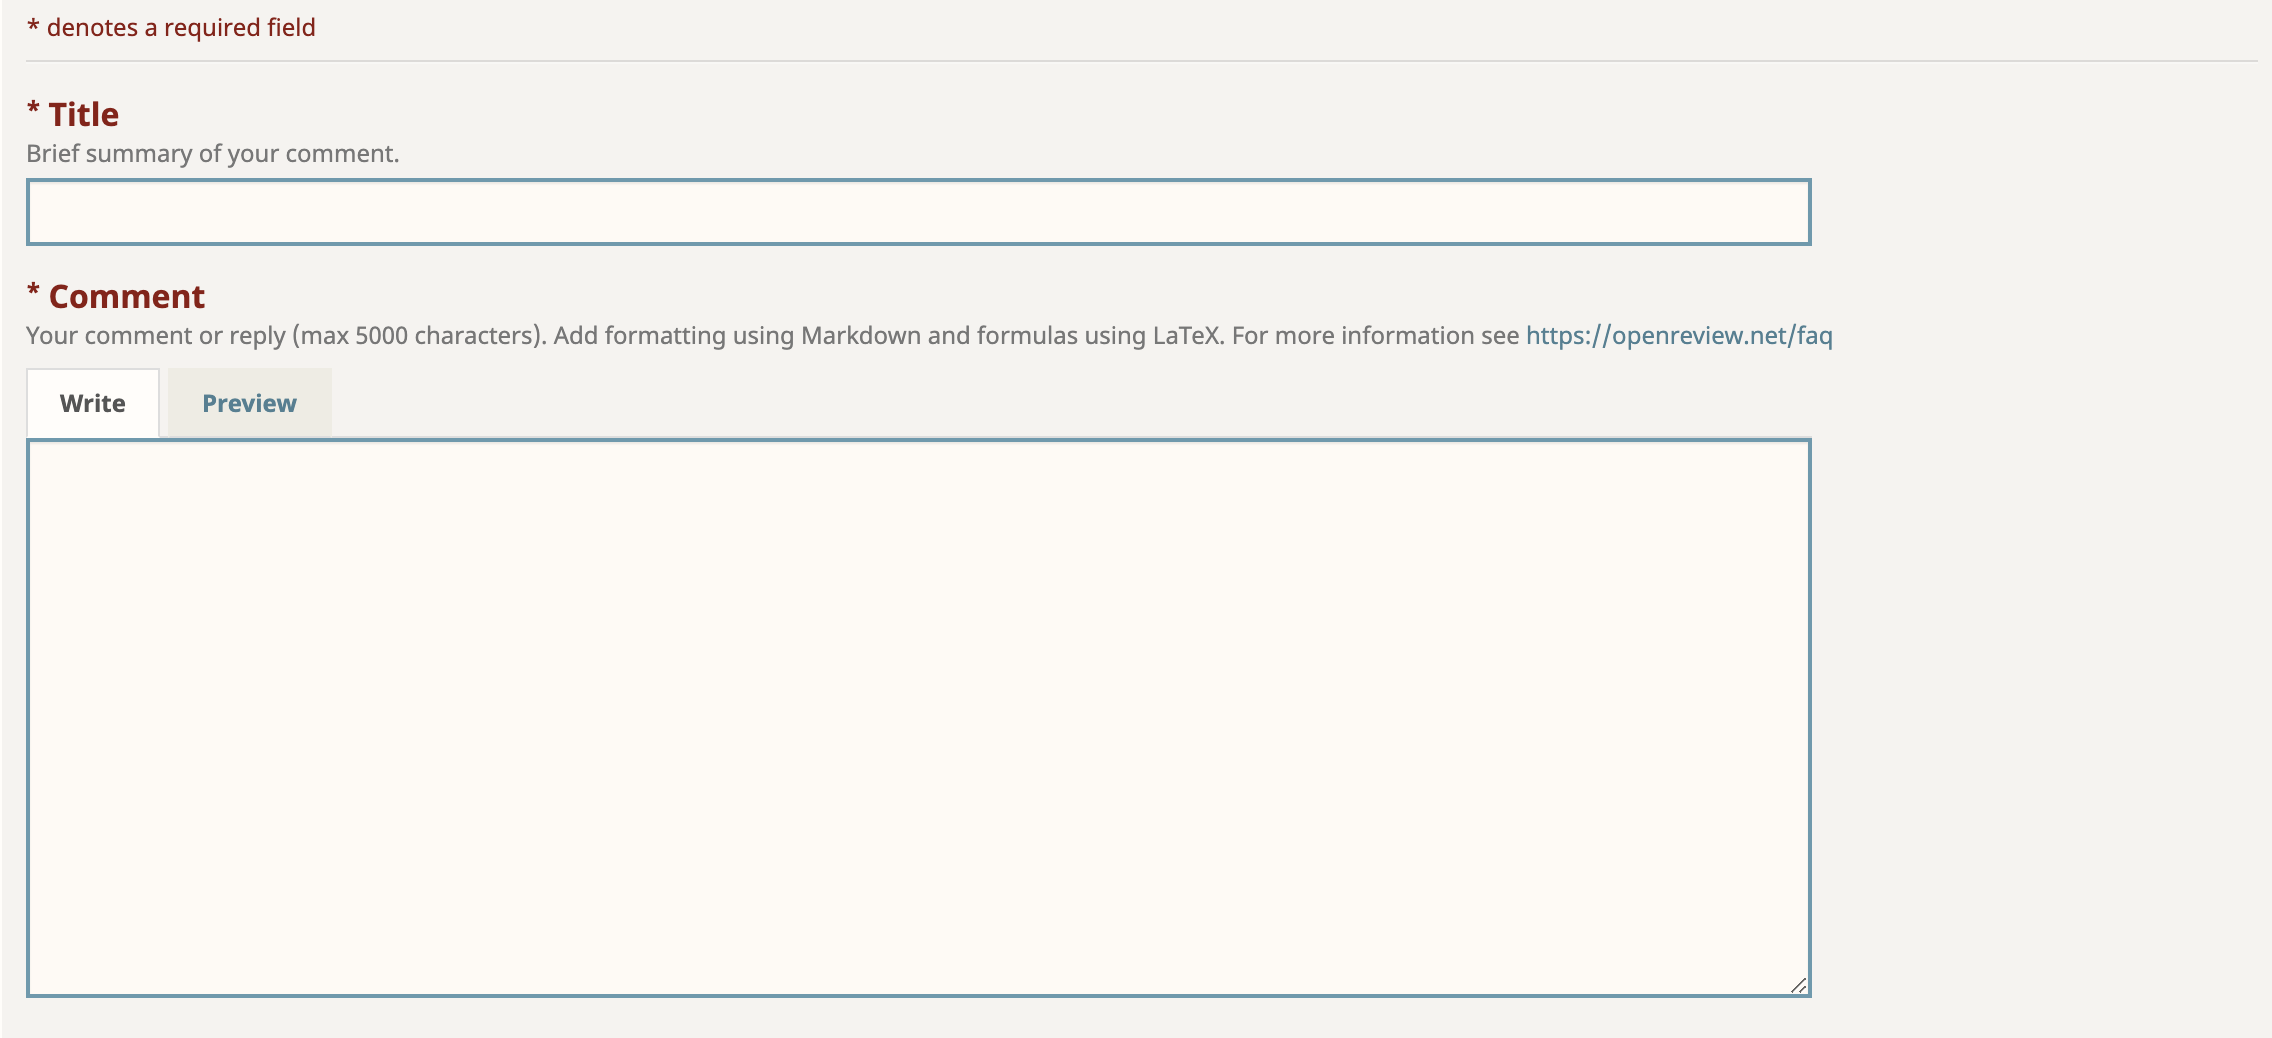 * denotes a required field
* Title
Brief summary of your comment.
* Comment
Your comment or reply (max 5000 characters). Add formatting using Markdown and formulas using LaTeX. For more information see https://openreview.net/faq
Write
Preview